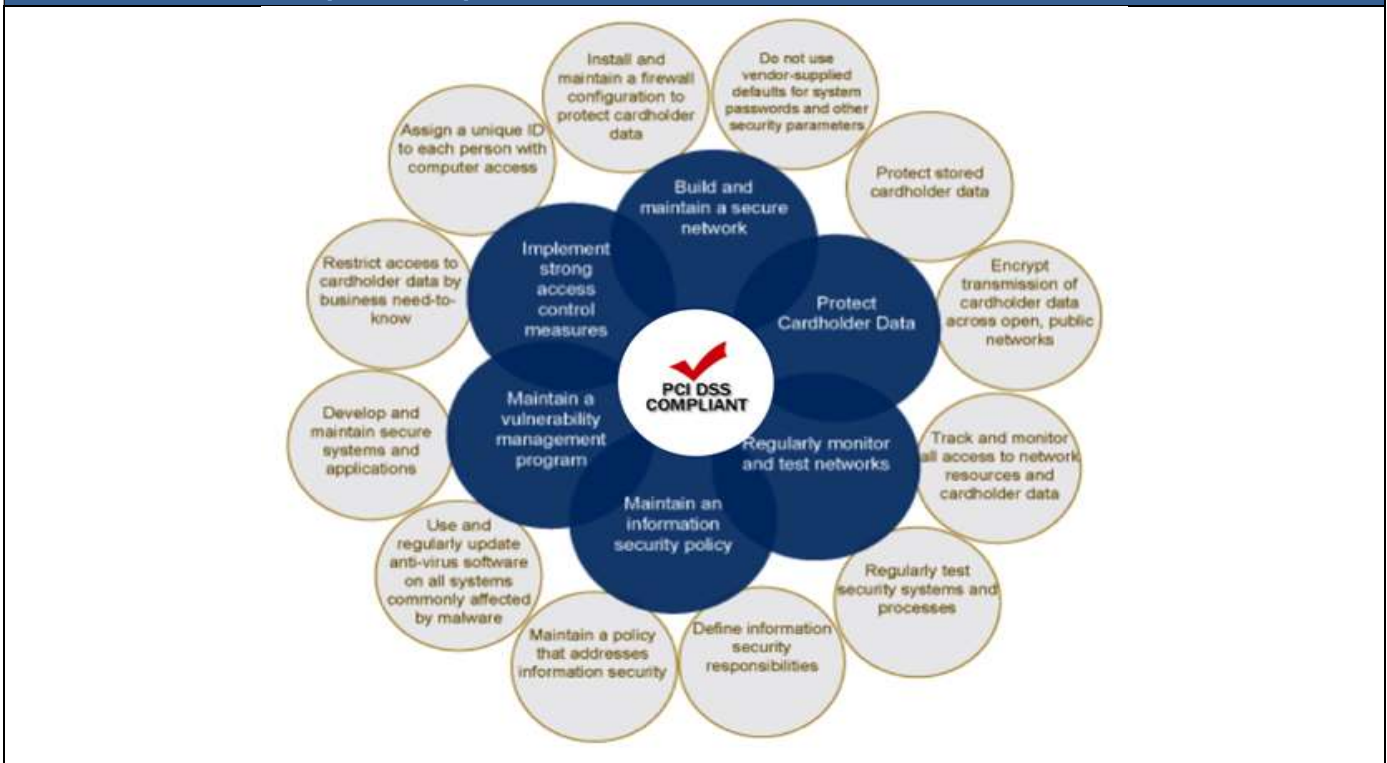 Install and
maintain a firewall
configuration to
protect cardholder
data
Do not use
vendor-supplied
defaults for system
passwords and other
security parameters
Assign a unique ID
to each person with
computer access
Protect stored
cardholder data
Build and
maintain a secure
network
Implement
strong
access
control
measures
Restrict access to
cardholder data by
business need-to-
know
Encrypt
transmission of
cardholder data
across open, public
networks
Protect
Cardholder Data
PCI DSS
COMPLIANT
Maintain a
vulnerability
management
program
Develop and
maintain secure
systems and
applications
Regularly monitor
and test networks
Track and monitor
all access to network
resources and
cardholder data
Maintain an
information
security policy
Use and
regularly update
anti-virus software
on all systems
commonly affected
by malware
Regularly test
security systems and
processes
Maintain a policy
that addresses
information security
Define information
security
responsibilities